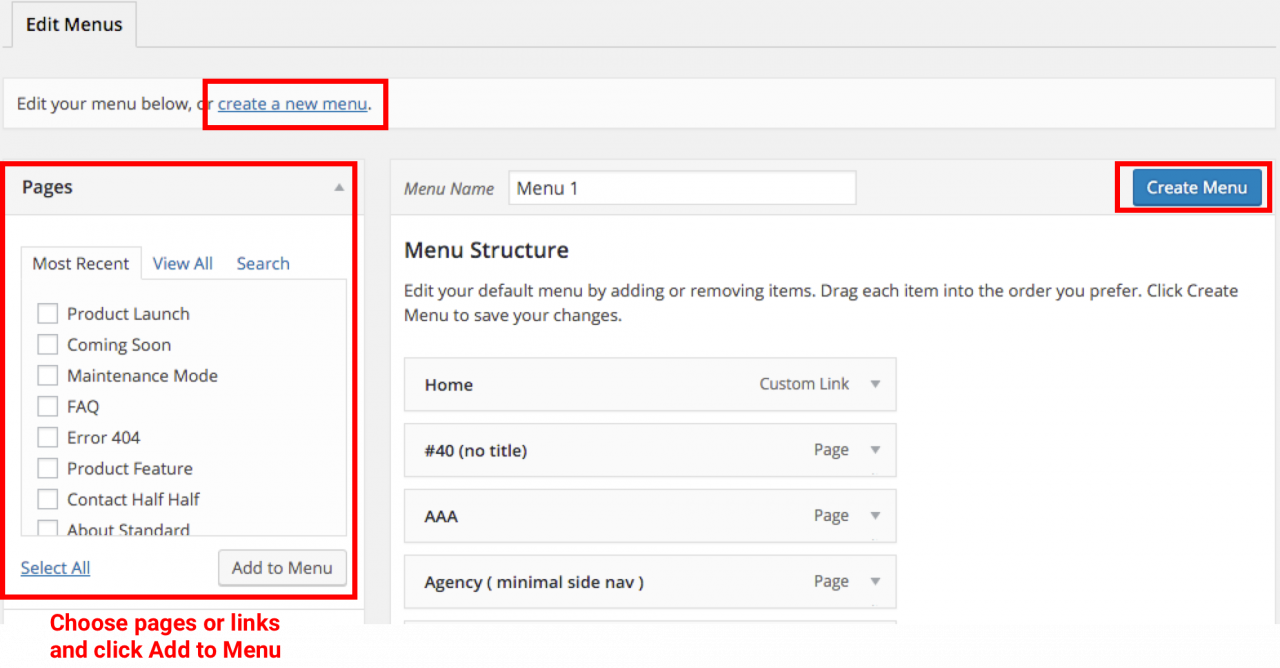 Edit Menus
Edit your menu below, or create a new menu.
Pages
Most Recent View All Search
Product Launch
Coming Soon
Maintenance Mode
FAQ
Error 404
Product Feature
Contact Half Half
About Standard
Select All Add to Menu
Choose pages or links
and click Add to Menu
Menu Name Menu 1 Create Menu
Menu Structure
Edit your default menu by adding or removing items. Drag each item into the order you prefer. Click Create
Menu to save your changes.
Home Custom Link
#40 (no title) Page
AAA Page
Agency ( minimal side nav ) Page